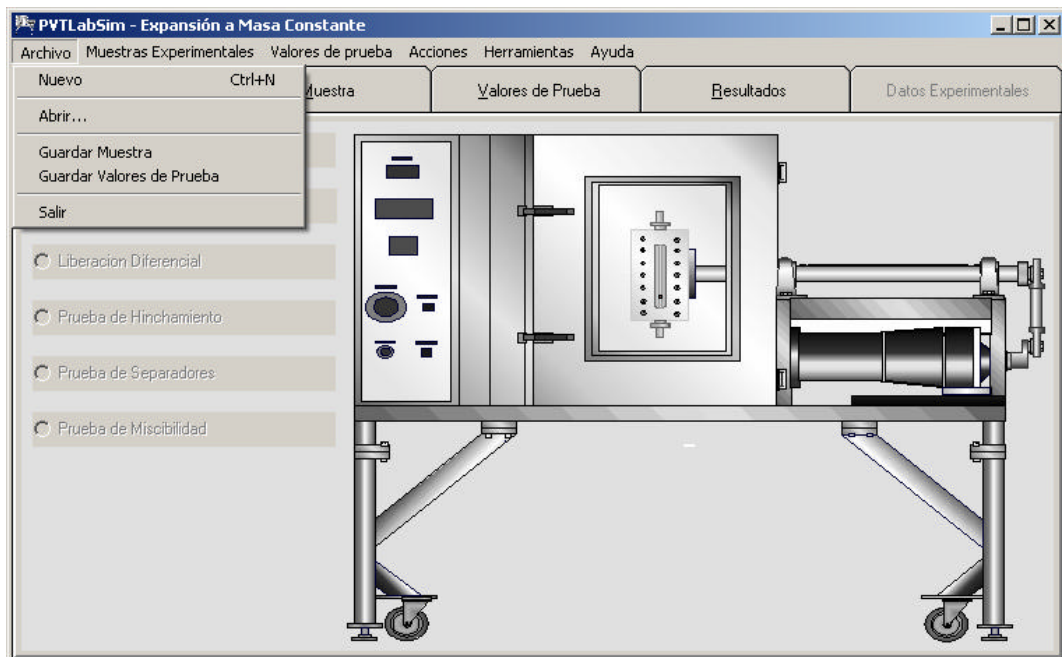 PVTLabSim - Expansión a Masa Constante
Archivo Muestras Experimentales Valores de prueba Acciones Herramientas Ayuda
Nuevo Ctrl+N
Muestra Valores de Prueba Resultados Datos Experimentales
Abrir...
Guardar Muestra
Guardar Valores de Prueba
Salir
Liberacion Diferencial
Prueba de Hinchamiento
Prueba de Separadores
Prueba de Miscibilidad